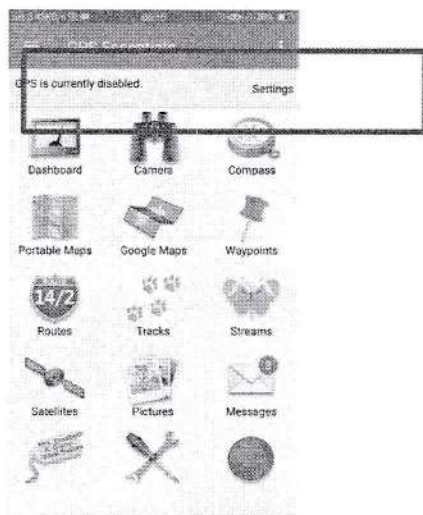 GPS is currently disabled.
Settings
Dashboard
Camera
Compass
Portable Maps
Google Maps
Waypoints
14/2
Routes
Tracks
Streams
Satellites
Pictures
Messages